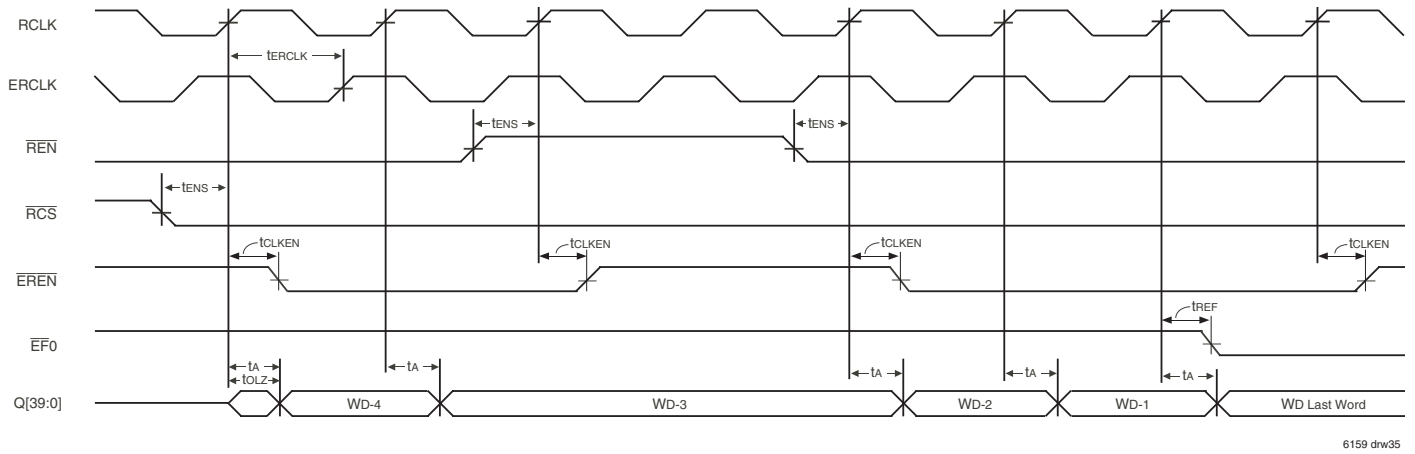 RCLK
tERCLK
ERCLK
tENS tENS
REN
tENS
RCS
tCLKEN tCLKEN tCLKEN tCLKEN
EREN
tREF
EF0
tA tA tA tA tA
tOLZ
Q[39:0] WD-4 WD-3 WD-2 WD-1 WD Last Word
6159 drw35